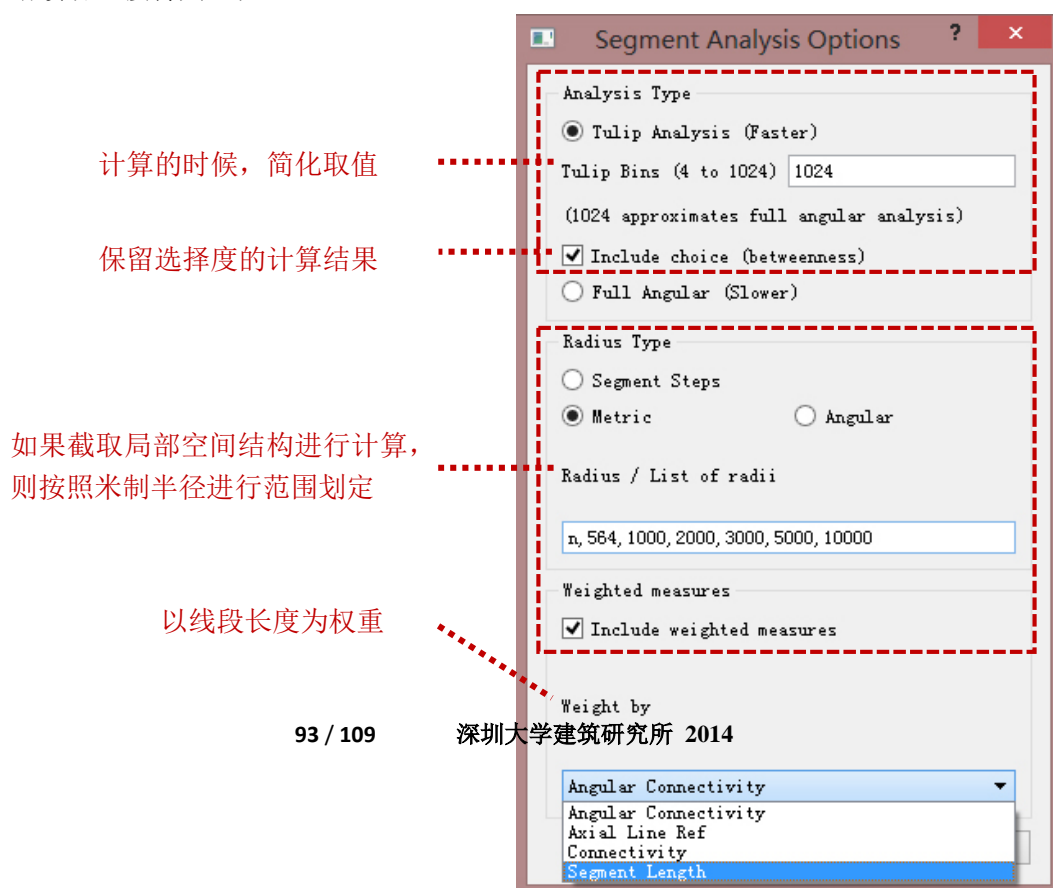 Segment Analysis Options ? ×
Analysis Type
Tulip Analysis (Faster)
计算的时候，简化取值
Tulip Bins (4 to 1024) 1024
(1024 approximates full angular analysis)
保留选择度的计算结果
Include choice (betweenness)
Full Angular (Slower)
Radius Type
Segment Steps
Metric Angular
如果截取局部空间结构进行计算，
则按照米制半径进行范围划定
Radius / List of radii
n, 564, 1000, 2000, 3000, 5000, 10000
Weighted measures
以线段长度为权重
Include weighted measures
Weight by
93 / 109 深圳大学建筑研究所 2014
Angular Connectivity
Angular Connectivity
Axial Line Ref
Connectivity
Segment Length